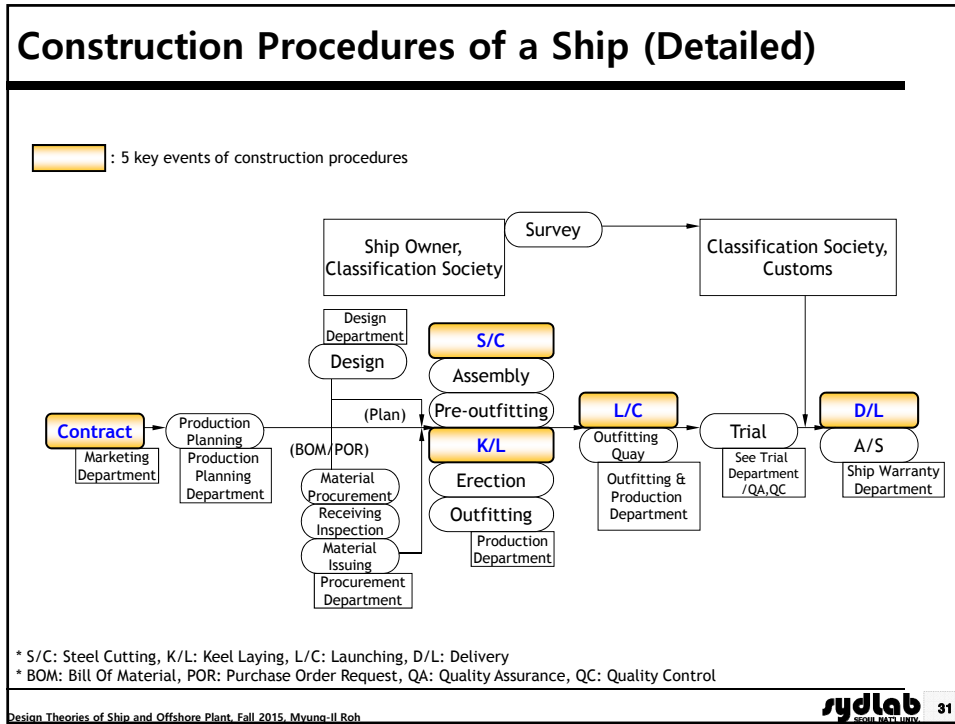 Construction Procedures of a Ship (Detailed)
: 5 key events of construction procedures
Survey
Ship Owner,
Classification Society
Classification Society,
Customs
Design
Department
Design
S/C
Assembly
Pre-outfitting
(Plan)
Contract
Marketing
Department
Production
Planning
Production
Planning
Department
(BOM/POR)
Material
Procurement
Receiving
Inspection
Material
Issuing
Procurement
Department
K/L
Erection
Outfitting
Production
Department
L/C
Outfitting
Quay
Outfitting &
Production
Department
Trial
See Trial
Department
/QA,QC
D/L
A/S
Ship Warranty
Department
* S/C: Steel Cutting, K/L: Keel Laying, L/C: Launching, D/L: Delivery
* BOM: Bill Of Material, POR: Purchase Order Request, QA: Quality Assurance, QC: Quality Control
Design Theories of Ship and Offshore Plant, Fall 2015, Myung-Il Roh
sydlab
SEOUL NAT'L UNIV.
31